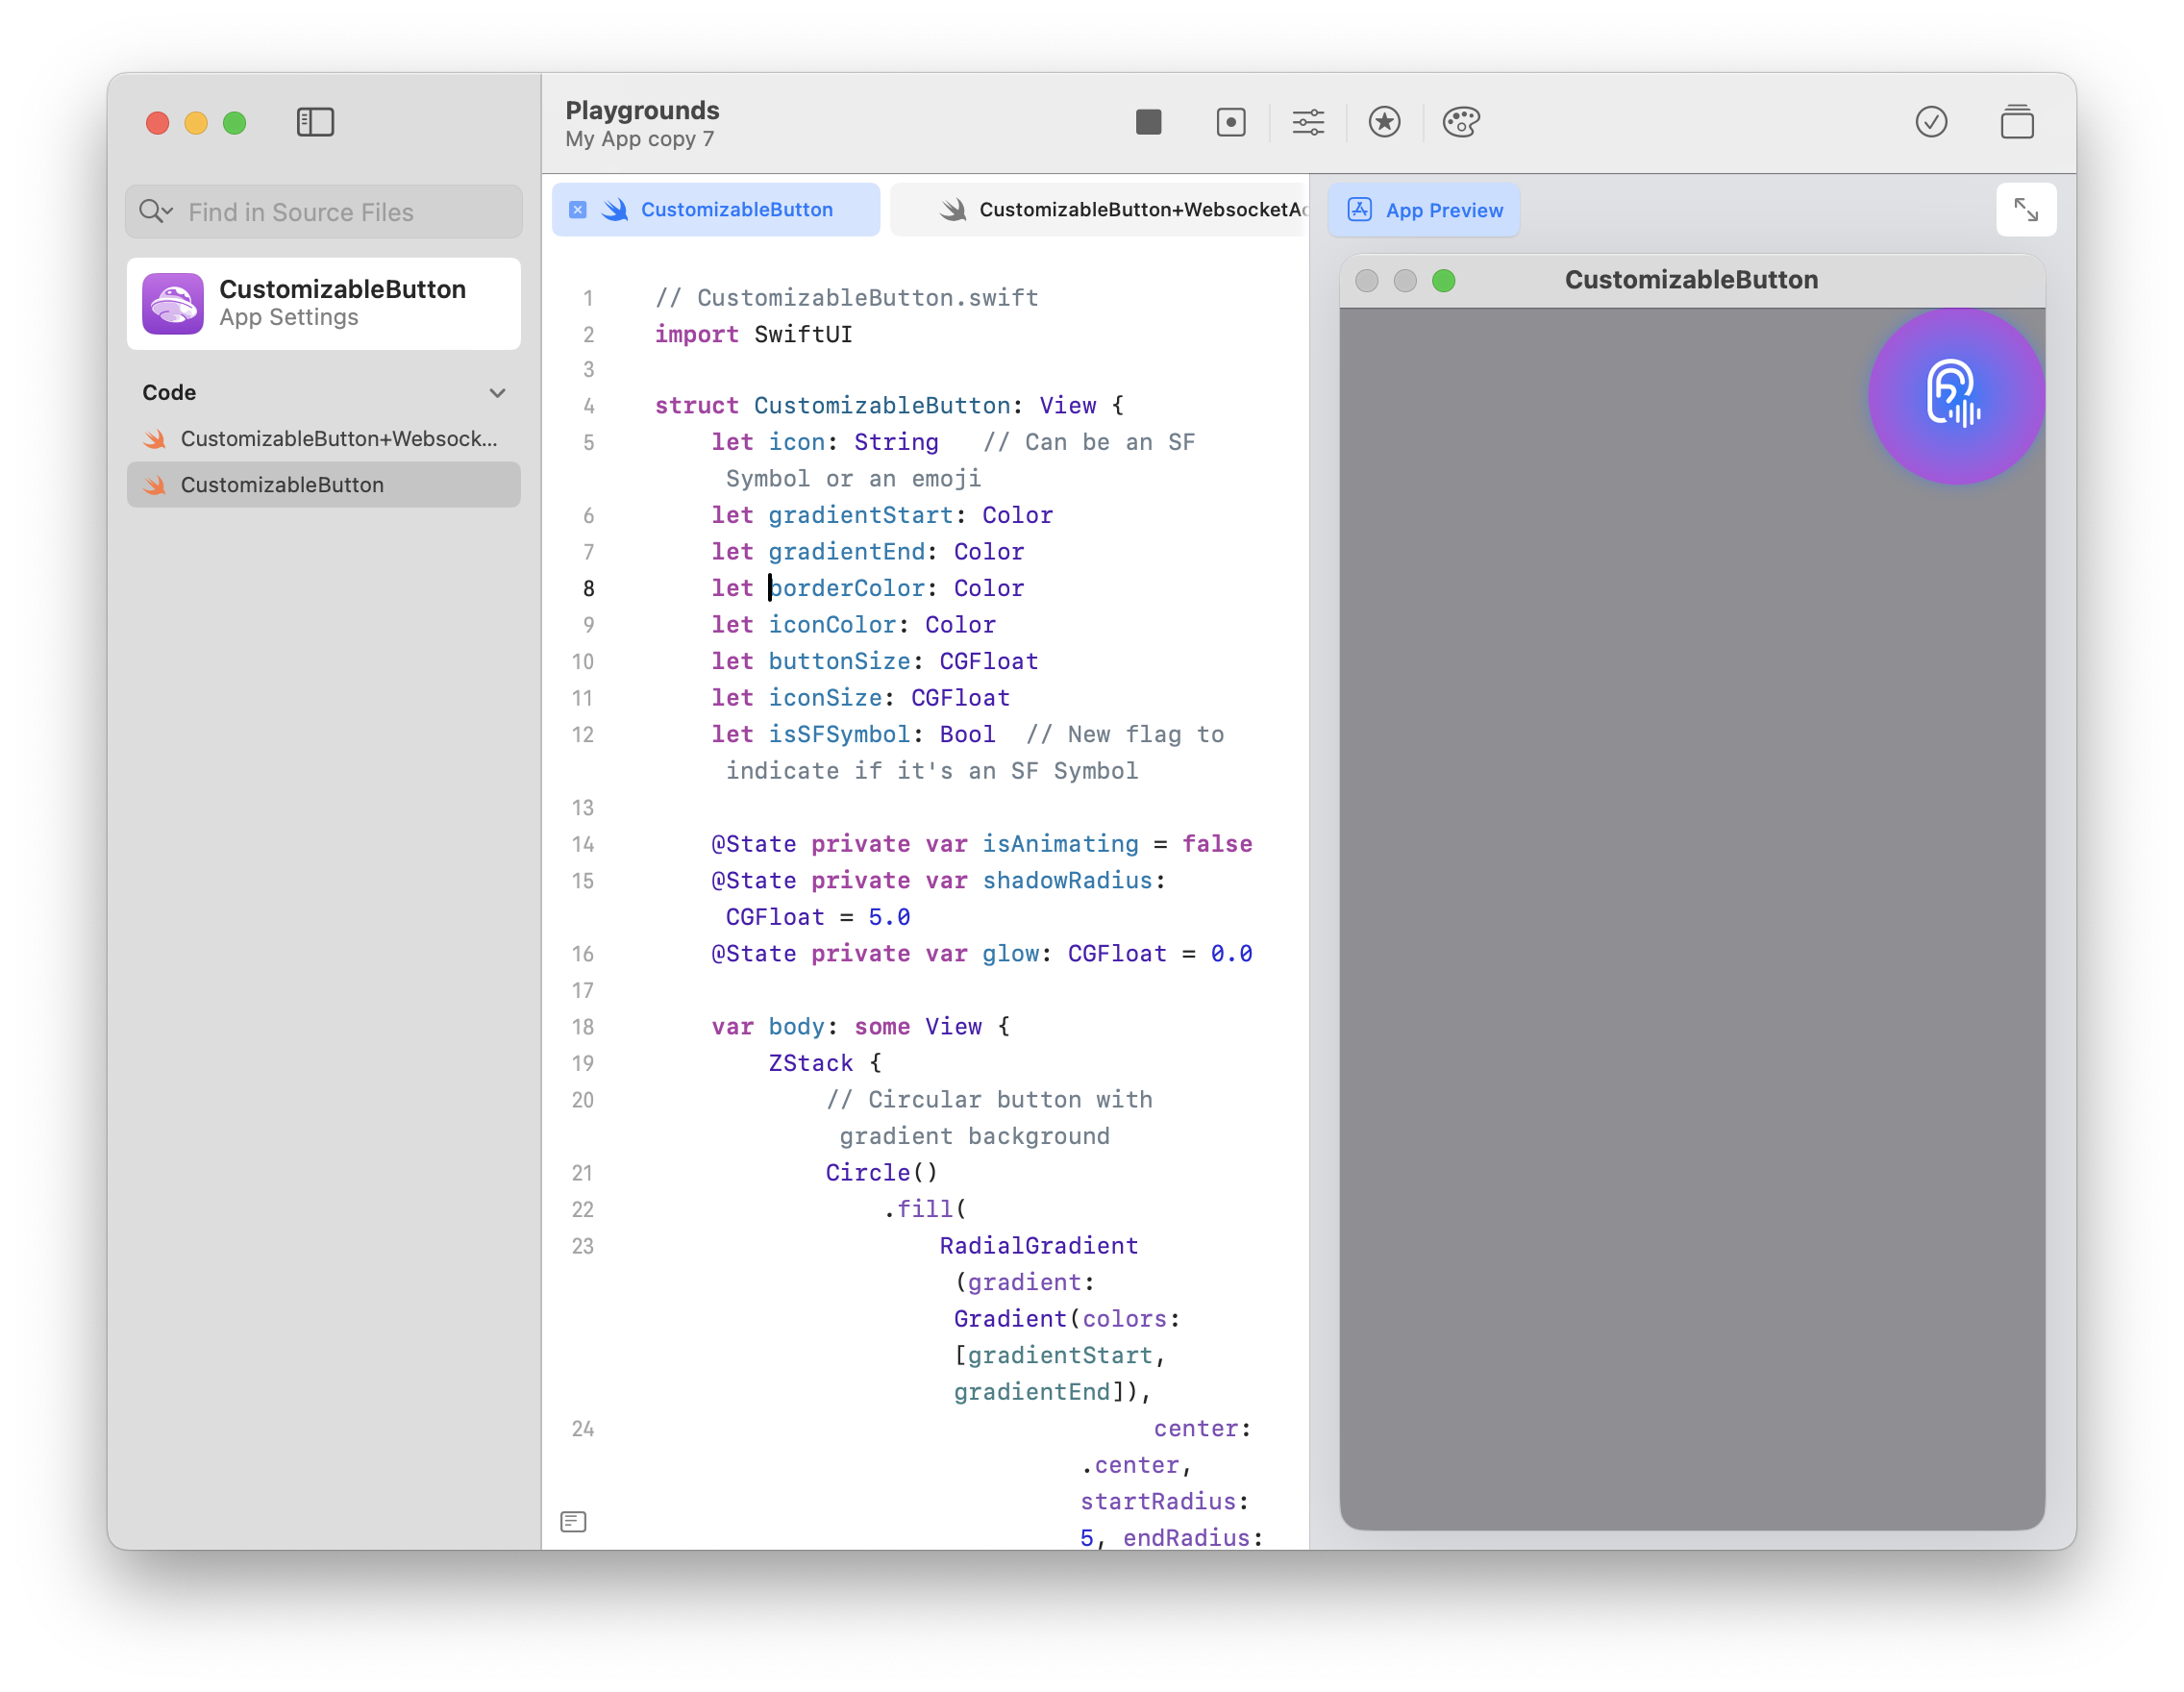 Playgrounds
My App copy 7
Find in Source Files
CustomizableButton
App Settings
Code
CustomizableButton+Websock...
CustomizableButton
CustomizableButton
CustomizableButton+WebsocketAc
1 // CustomizableButton.swift
2 import SwiftUI
3
4 struct CustomizableButton: View {
5 let icon: String // Can be an SF
Symbol or an emoji
6 let gradientStart: Color
7 let gradientEnd: Color
8 let borderColor: Color
9 let iconColor: Color
10 let buttonSize: CGFloat
11 let iconSize: CGFloat
12 let isSFSymbol: Bool // New flag to
indicate if it's an SF Symbol
13
14 @State private var isAnimating = false
15 @State private var shadowRadius:
CGFloat = 5.0
16 @State private var glow: CGFloat = 0.0
17
18 var body: some View {
19 ZStack {
20 // Circular button with
gradient background
21 Circle()
22 .fill(
23 RadialGradient
(gradient:
Gradient(colors:
[gradientStart,
gradientEnd]),
24 center:
.center,
startRadius:
5, endRadius:
App Preview
CustomizableButton